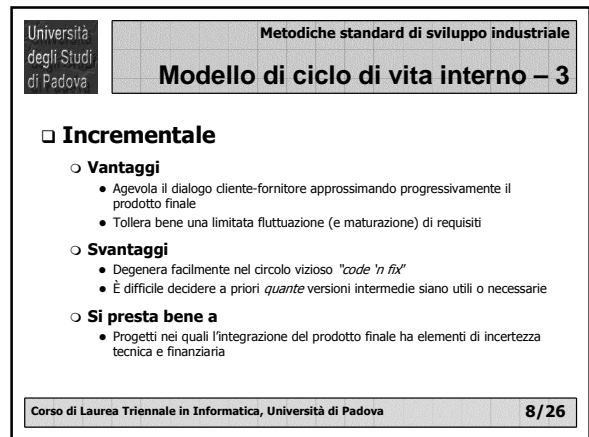 Università
degli Studi
di Padova
Metodiche standard di sviluppo industriale
Modello di ciclo di vita interno – 3
❑ Incrementale
○ Vantaggi
● Agevola il dialogo cliente-fornitore approssimando progressivamente il
prodotto finale
● Tollera bene una limitata fluttuazione (e maturazione) di requisiti
○ Svantaggi
● Degenera facilmente nel circolo vizioso “code ‘n fix”
● È difficile decidere a priori quante versioni intermedie siano utili o necessarie
○ Si presta bene a
● Progetti nei quali l’integrazione del prodotto finale ha elementi di incertezza
tecnica e finanziaria
Corso di Laurea Triennale in Informatica, Università di Padova
8/26